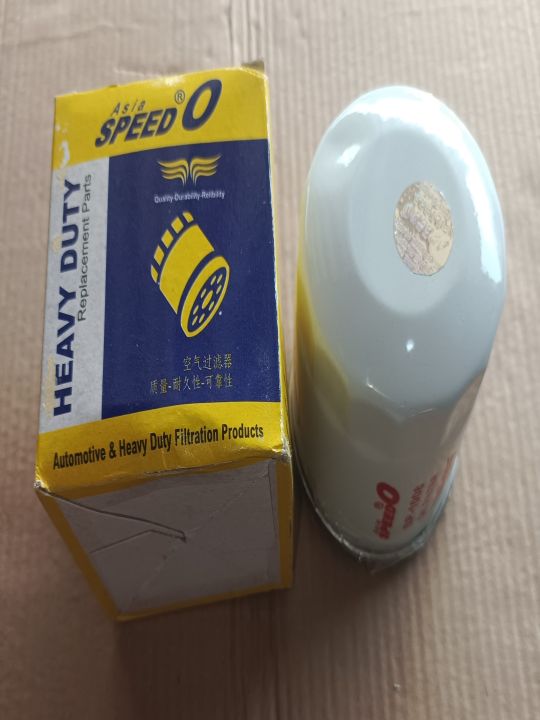 Asia
SPEEDO®
HEAVY DUTY
Replacement Parts
Quality-Durability-Relibility
空气过滤器
质量-耐久性-可靠性
Automotive & Heavy Duty Filtration Products
Asia
SPEEDO®